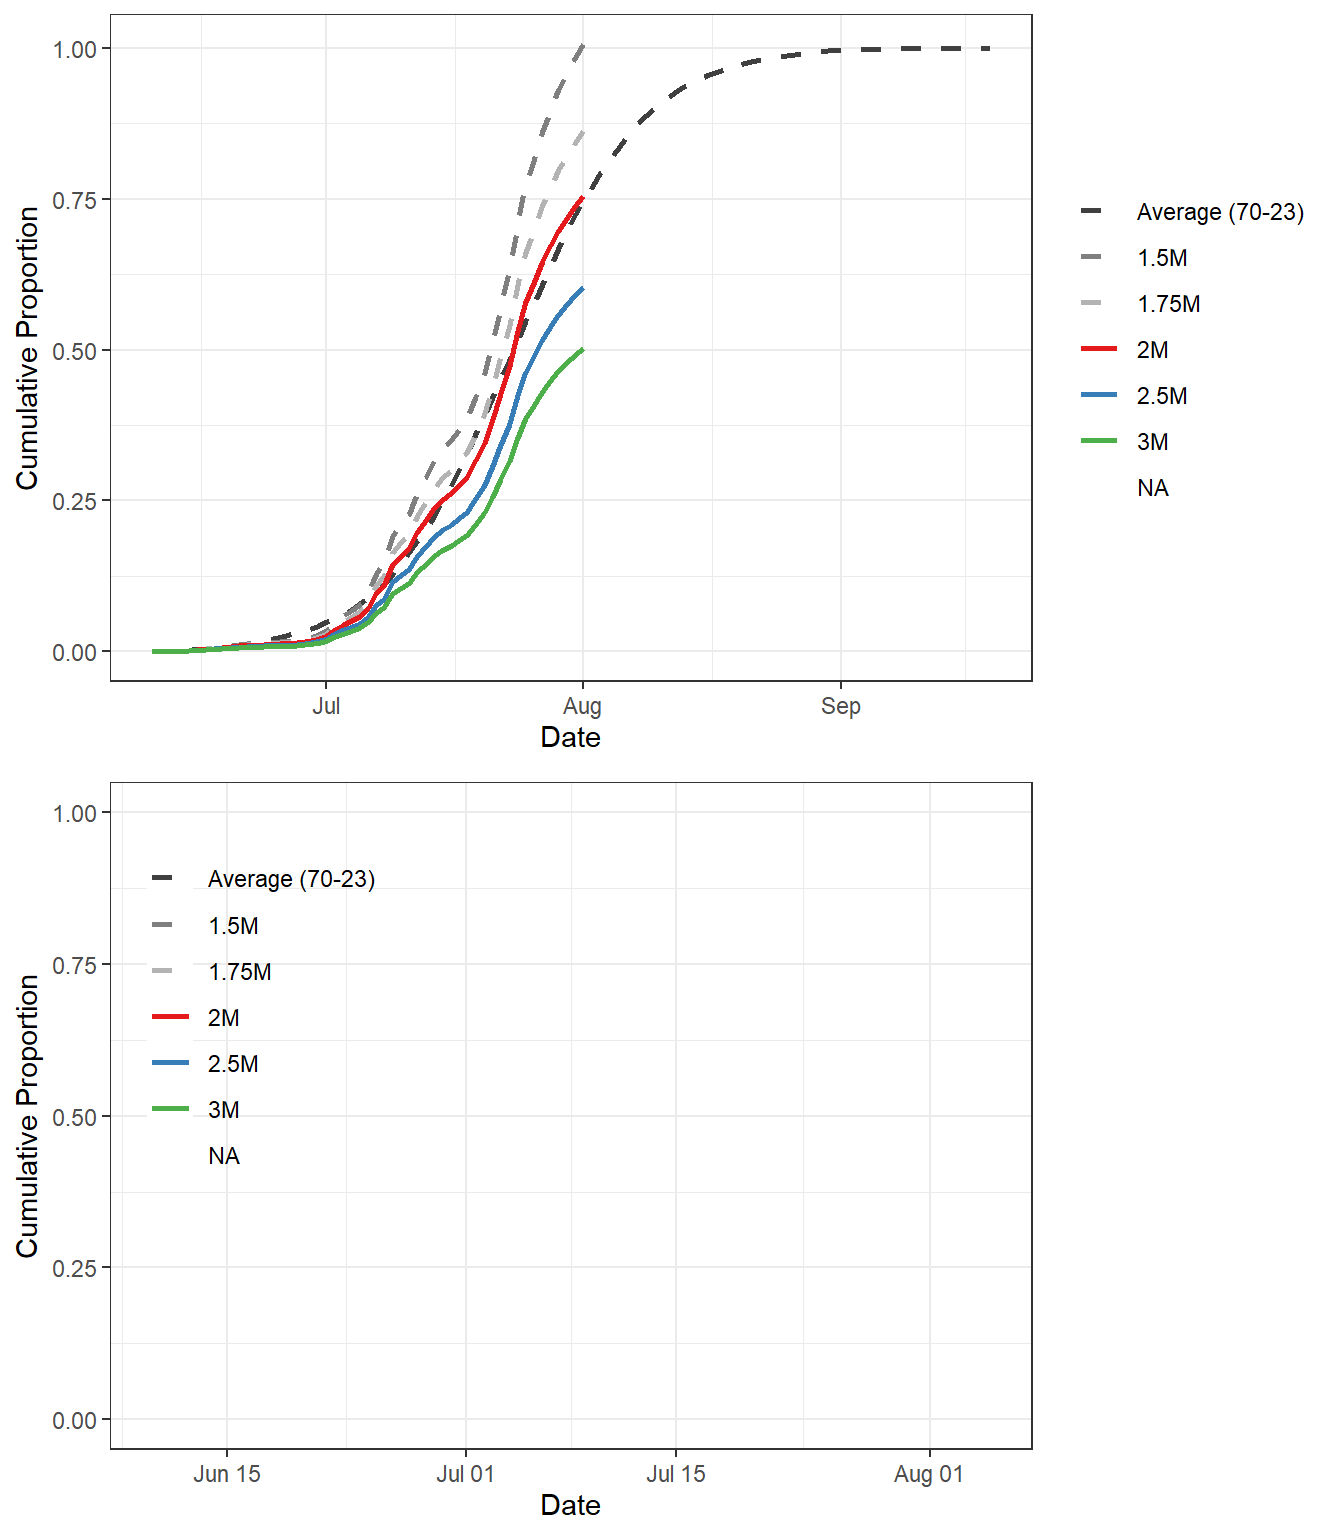 1.00
0.75
0.50
0.25
0.00
Cumulative Proportion
Jul Aug Sep
Date
Average (70-23)
1.5M
1.75M
2M
2.5M
3M
NA
1.00
0.75
0.50
0.25
0.00
Cumulative Proportion
Average (70-23)
1.5M
1.75M
2M
2.5M
3M
NA
Jun 15 Jul 01 Jul 15 Aug 01
Date